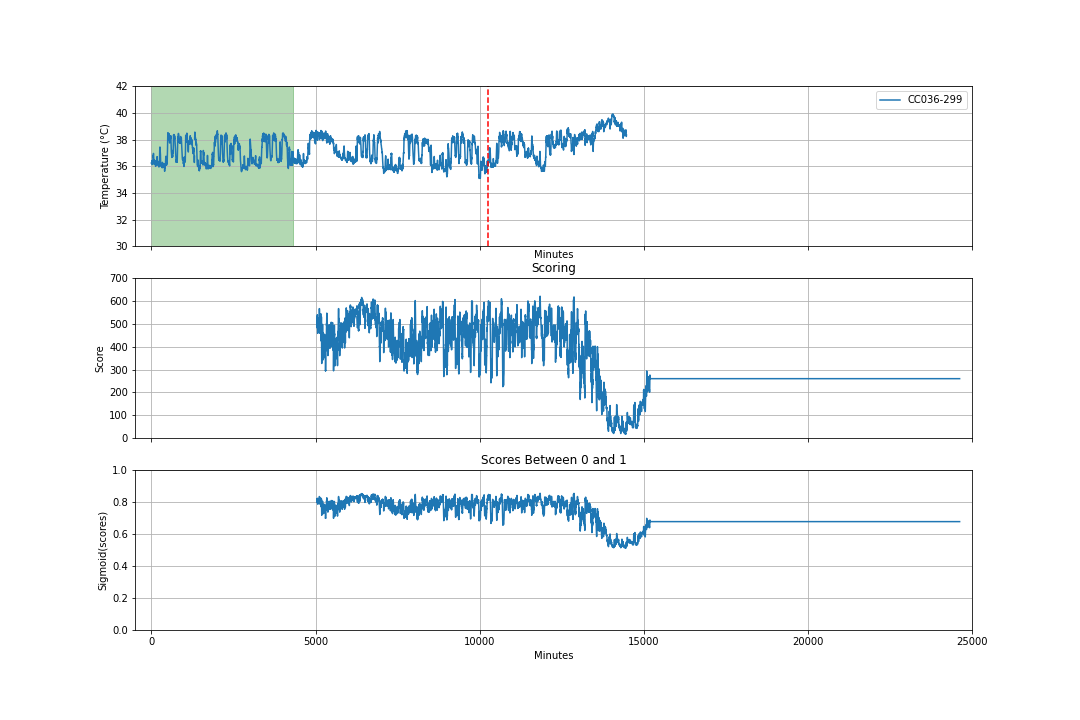 42
40
38
36
34
32
30
Temperature (°C)
CC036-299
Minutes
Scoring
700
600
500
400
300
200
100
0
Score
Scores Between 0 and 1
1.0
0.8
0.6
0.4
0.2
0.0
Sigmoid(scores)
0 5000 10000 15000 20000 25000
Minutes